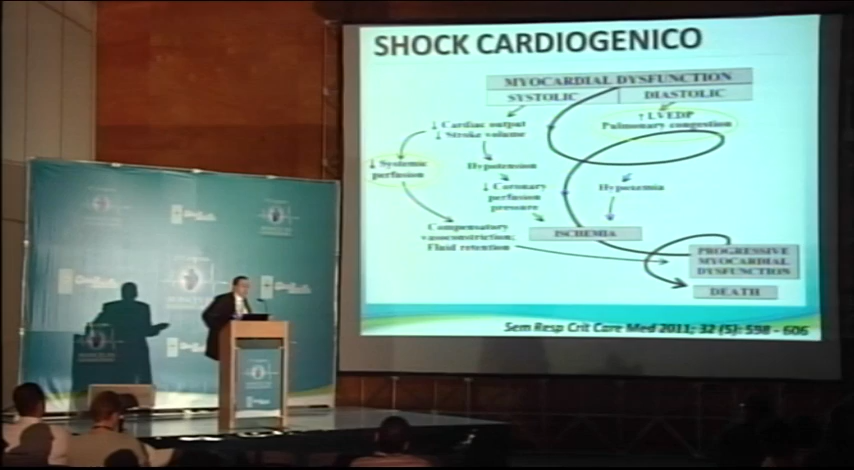 SHOCK CARDIOGENICO
MYOCARDIAL DYSFUNCTION
SYSTOLIC
DIASTOLIC
↓ Cardiac output
↓ Stroke volume
↑ LVEDP
Pulmonary congestion
↓ Systemic
perfusion
Hypotension
↓ Coronary
perfusion
pressure
Hypoxemia
Compensatory
vasoconstriction;
Fluid retention
ISCHEMIA
PROGRESSIVE
MYOCARDIAL
DYSFUNCTION
DEATH
Sem Resp Crit Care Med 2011; 32 (5): 598 - 606